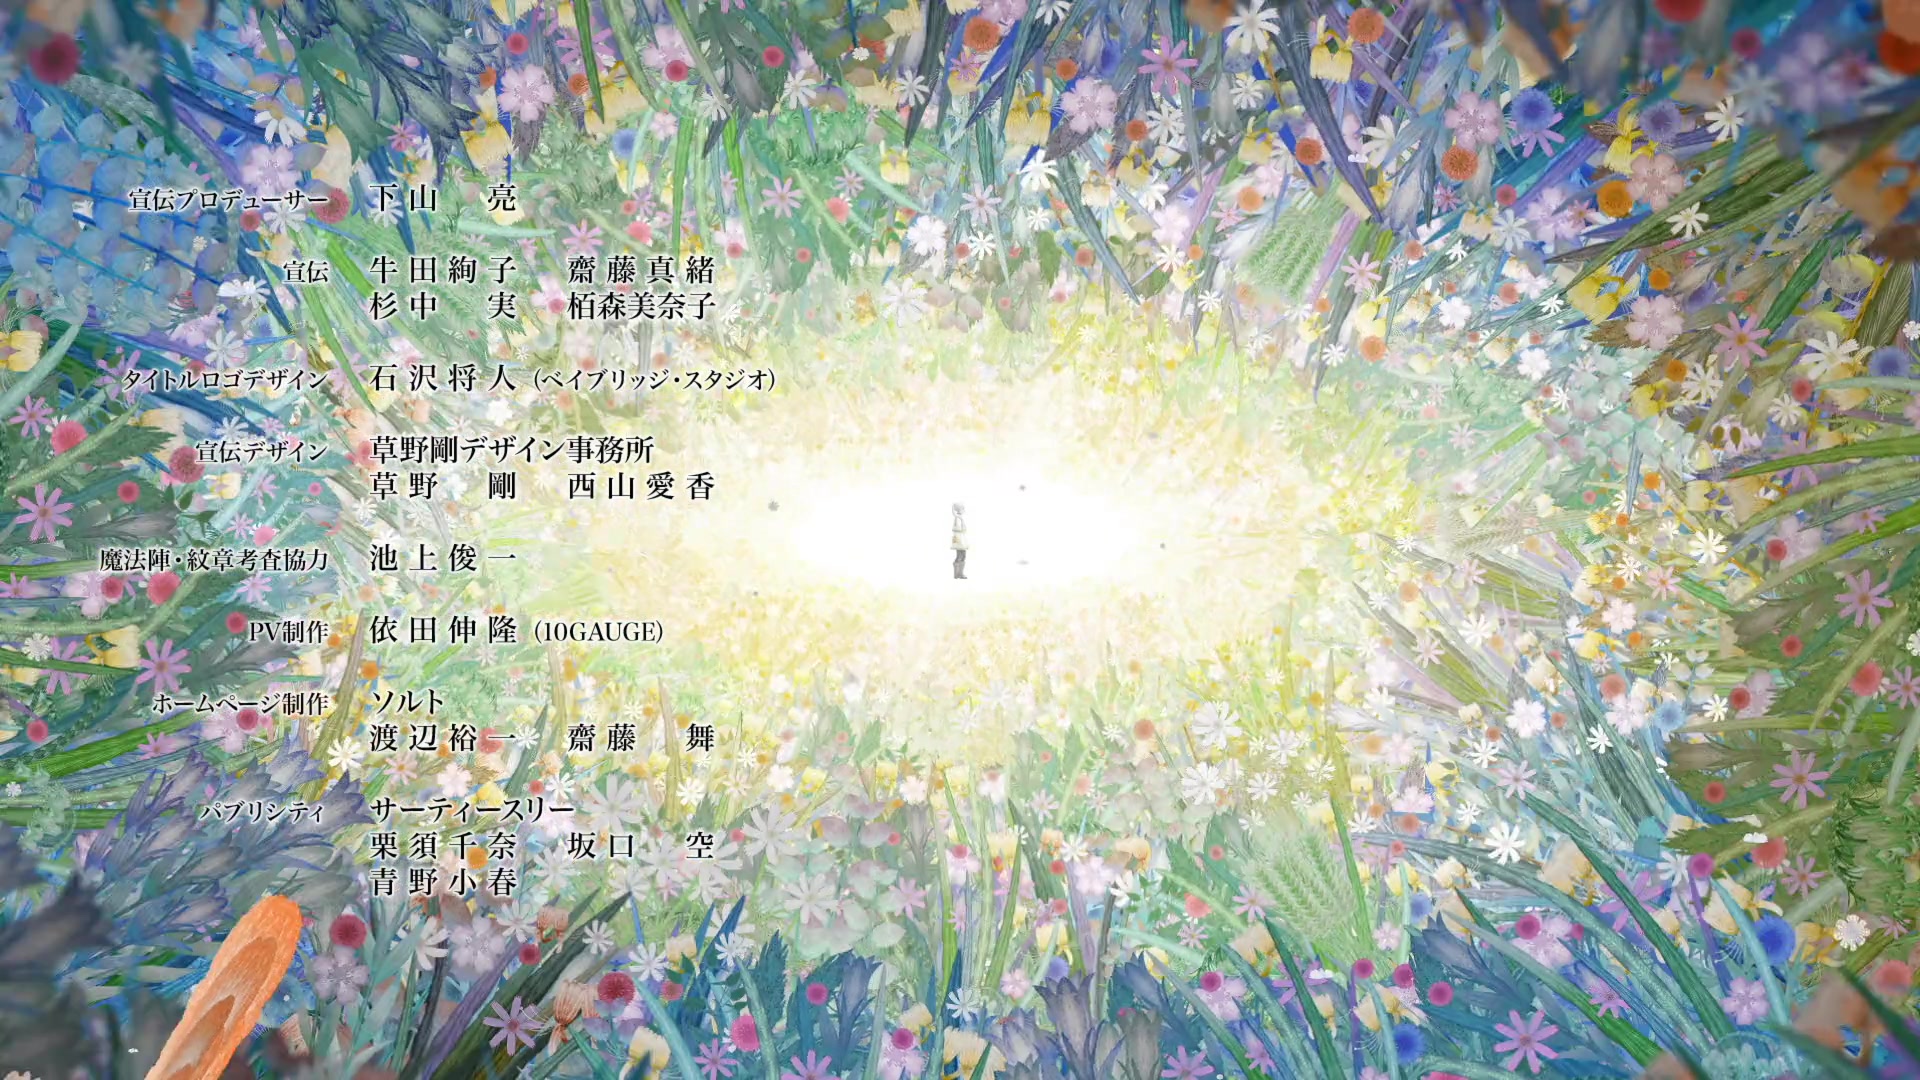 宣伝プロデューサー 下山 亮
宣伝 牛田絢子 齋藤真緒
杉中 実 栢森美奈子
タイトルロゴデザイン 石沢将人 (ベイブリッジ・スタジオ)
宣伝デザイン 草野剛デザイン事務所
草野 剛 西山愛香
魔法陣・紋章考査協力 池上俊一
PV制作 依田伸隆 (10GAUGE)
ホームページ制作 ソルト
渡辺裕一 齋藤 舞
パブリシティ サーティースリー
栗須千奈 坂口 空
青野小春